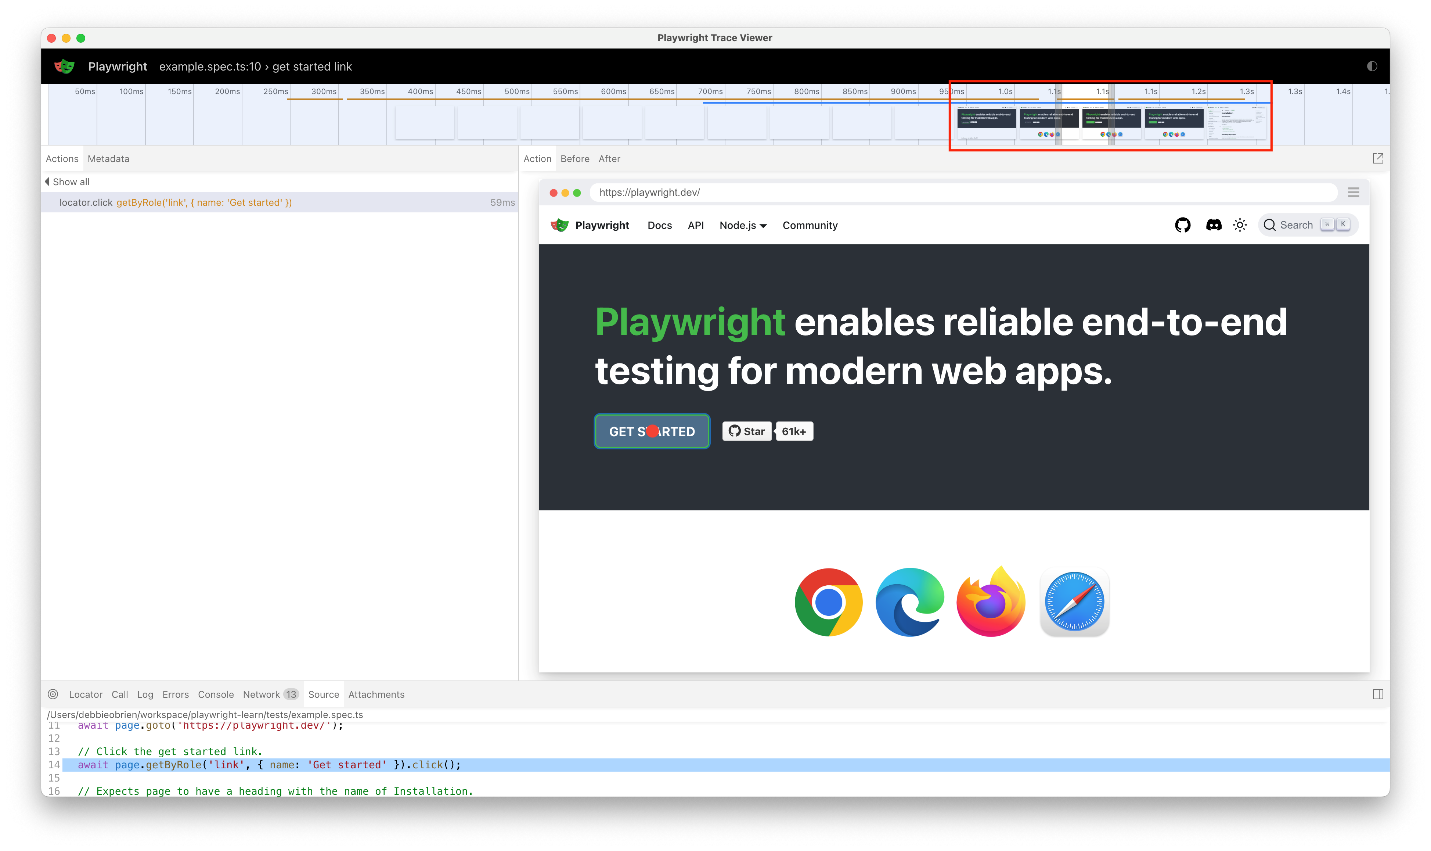 Playwright Trace Viewer
Playwright example.spec.ts:10 › get started link
50ms 100ms 150ms 200ms 250ms 300ms 350ms 400ms 450ms 500ms 550ms 600ms 650ms 700ms 750ms 800ms 850ms 900ms 950ms 1.0s 1.1s 1.1s 1.1s 1.2s 1.3s 1.3s 1.4s
Actions Metadata
Show all
locator.click getByRole('link', { name: 'Get started' }) 59ms
Action Before After
https://playwright.dev/
Playwright Docs API Node.js Community Search K
Playwright enables reliable end-to-end
testing for modern web apps.
GET STARTED Star 61k+
Locator Call Log Errors Console Network 13 Source Attachments
/Users/debbieobrien/workspace/playwright-learn/tests/example.spec.ts
11 await page.goto('https://playwright.dev/');
12
13 // Click the get started link.
14 await page.getByRole('link', { name: 'Get started' }).click();
15
16 // Expects page to have a heading with the name of Installation.